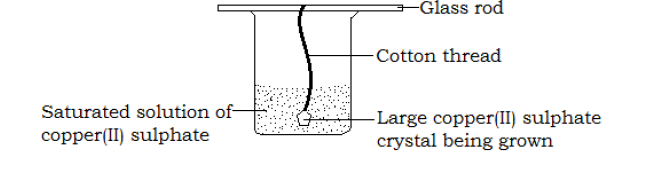 Glass rod
Cotton thread
Saturated solution of
copper(II) sulphate
Large copper(II) sulphate
crystal being grown